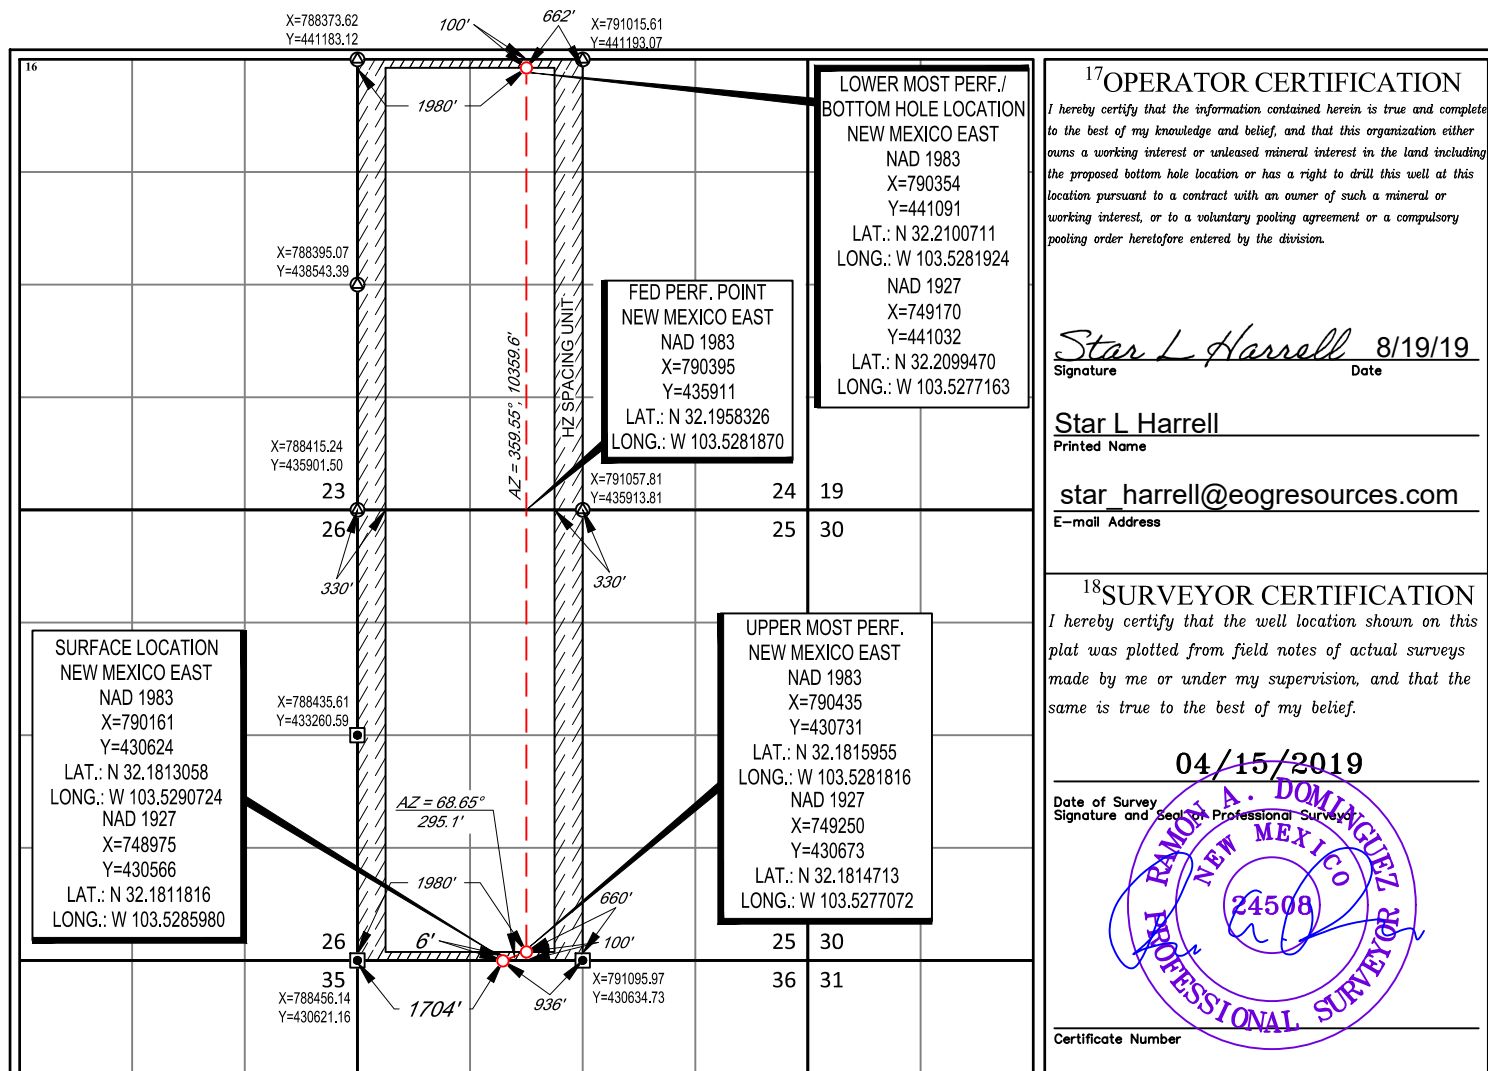 X=788373.62
Y=441183.12
100'
662'
X=791015.61
Y=441193.07
16
1980'
LOWER MOST PERF./
BOTTOM HOLE LOCATION
NEW MEXICO EAST
NAD 1983
X=790354
Y=441091
LAT.: N 32.2100711
LONG.: W 103.5281924
NAD 1927
X=749170
Y=441032
LAT.: N 32.2099470
LONG.: W 103.5277163
X=788395.07
Y=438543.39
FED PERF. POINT
NEW MEXICO EAST
NAD 1983
X=790395
Y=435911
LAT.: N 32.1958326
LONG.: W 103.5281870
AZ = 359.55°, 10359.6'
HZ SPACING UNIT
X=788415.24
Y=435901.50
X=791057.81
Y=435913.81
23
24 19
26
25 30
330'
330'
SURFACE LOCATION
NEW MEXICO EAST
NAD 1983
X=790161
Y=430624
LAT.: N 32.1813058
LONG.: W 103.5290724
NAD 1927
X=748975
Y=430566
LAT.: N 32.1811816
LONG.: W 103.5285980
X=788435.61
Y=433260.59
UPPER MOST PERF.
NEW MEXICO EAST
NAD 1983
X=790435
Y=430731
LAT.: N 32.1815955
LONG.: W 103.5281816
NAD 1927
X=749250
Y=430673
LAT.: N 32.1814713
LONG.: W 103.5277072
AZ = 68.65°
295.1'
1980'
660'
6'
100'
26
25 30
35
36 31
X=788456.14
Y=430621.16
1704'
936'
X=791095.97
Y=430634.73
17OPERATOR CERTIFICATION
I hereby certify that the information contained herein is true and complete
to the best of my knowledge and belief, and that this organization either
owns a working interest or unleased mineral interest in the land including
the proposed bottom hole location or has a right to drill this well at this
location pursuant to a contract with an owner of such a mineral or
working interest, or to a voluntary pooling agreement or a compulsory
pooling order heretofore entered by the division.
Star L Harrell 8/19/19
Signature Date
Star L Harrell
Printed Name
star_harrell@eogresources.com
E-mail Address
18SURVEYOR CERTIFICATION
I hereby certify that the well location shown on this
plat was plotted from field notes of actual surveys
made by me or under my supervision, and that the
same is true to the best of my belief.
04/15/2019
Date of Survey
Signature and Seal of Professional Surveyor
RAMON A. DOMINGUEZ
NEW MEXICO
24508
PROFESSIONAL SURVEYOR
Certificate Number